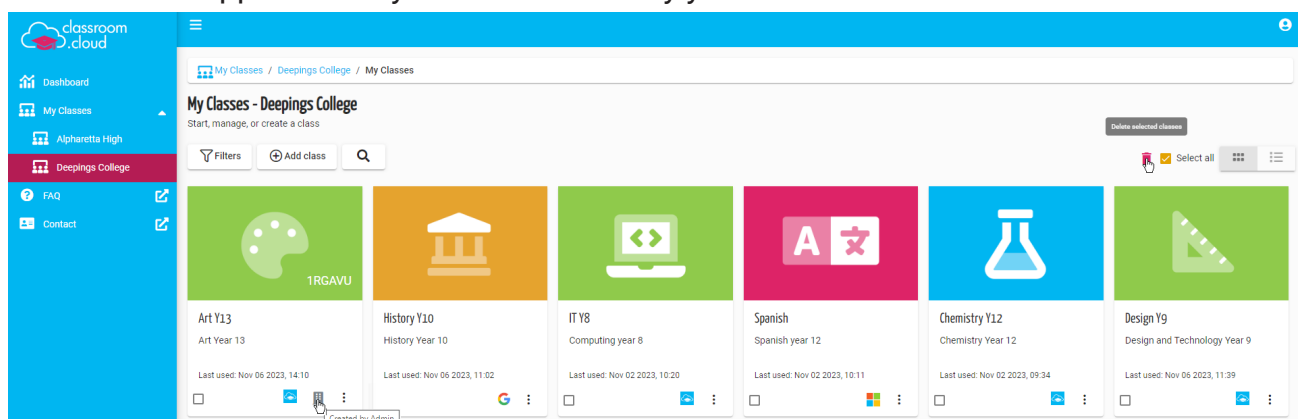 classroom
.cloud
Dashboard
My Classes
Alpharetta High
Deepings College
FAQ
Contact
My Classes / Deepings College / My Classes
My Classes - Deepings College
Start, manage, or create a class
Delete selected classes
Filters
Add class
Select all
1RGAVU
A 文
Art Y13
Art Year 13
Last used: Nov 06 2023, 14:10
Created by Admin
History Y10
History Year 10
Last used: Nov 06 2023, 11:02
G
IT Y8
Computing year 8
Last used: Nov 02 2023, 10:20
Spanish
Spanish year 12
Last used: Nov 02 2023, 10:11
Chemistry Y12
Chemistry Year 12
Last used: Nov 02 2023, 09:34
Design Y9
Design and Technology Year 9
Last used: Nov 06 2023, 11:39